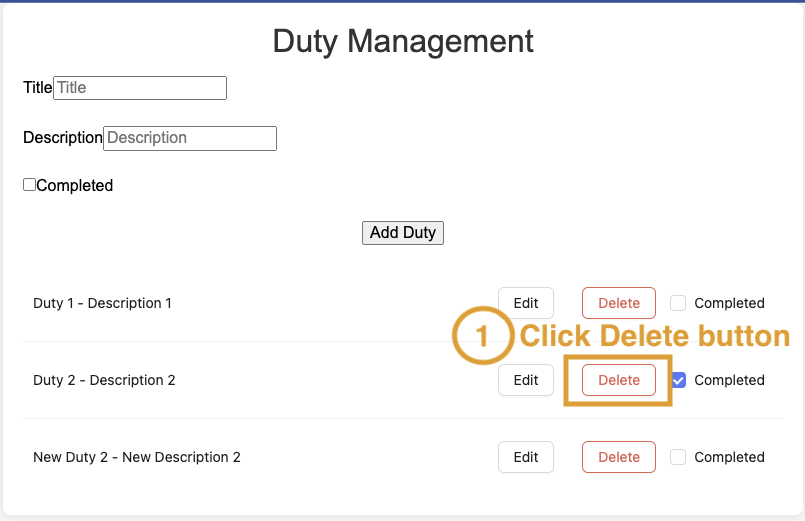 Duty Management
Title Title
Description Description
Completed
Add Duty
Duty 1 - Description 1 Edit Delete Completed
1 Click Delete button
Duty 2 - Description 2 Edit Delete Completed
New Duty 2 - New Description 2 Edit Delete Completed